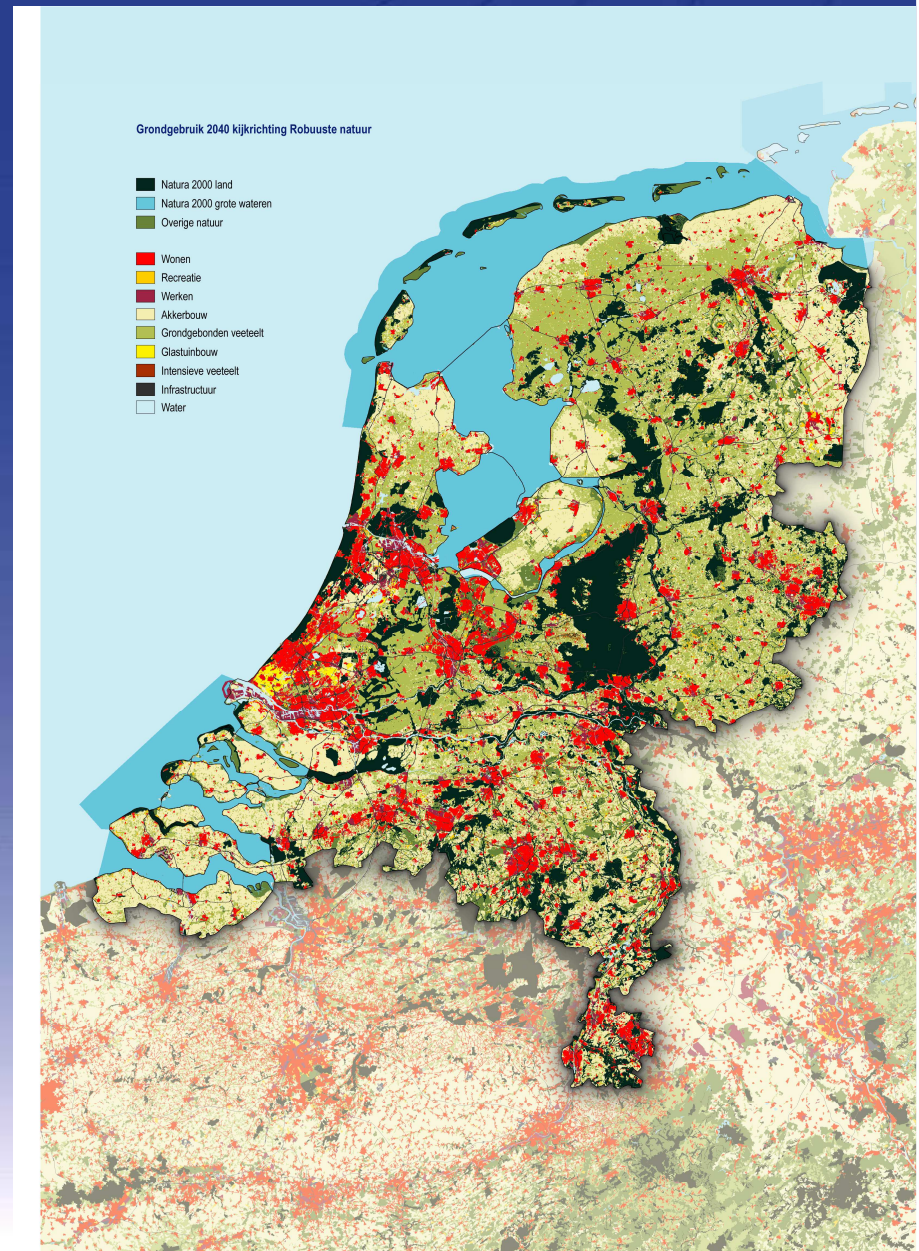 Grondgebruik 2040 kijkrichting Robuuste natuur
Natura 2000 land
Natura 2000 grote wateren
Overige natuur
Wonen
Recreatie
Werken
Akkerbouw
Grondgebonden veeteelt
Glastuinbouw
Intensieve veeteelt
Infrastructuur
Water